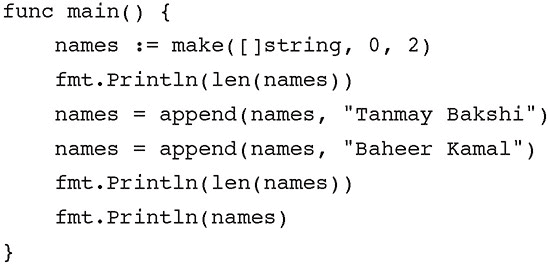 func main() {
    names := make([]string, 0, 2)
    fmt.Println(len(names))
    names = append(names, "Tanmay Bakshi")
    names = append(names, "Baheer Kamal")
    fmt.Println(len(names))
    fmt.Println(names)
}